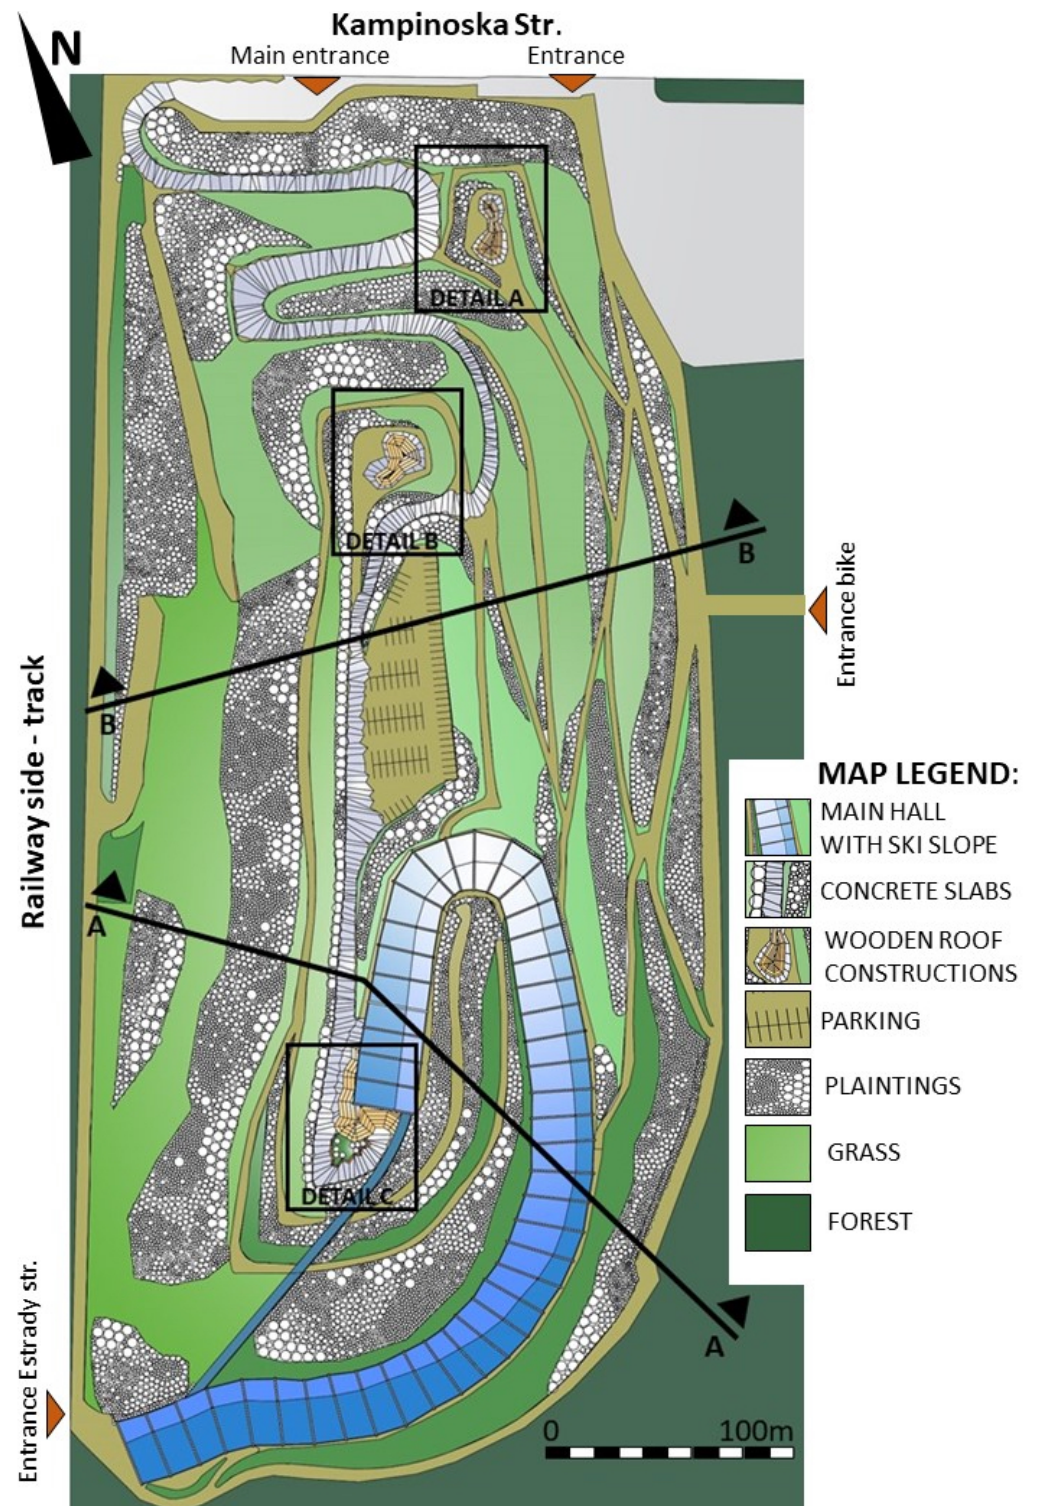 Kampinoska Str.
Main entrance
Entrance
N
DETAIL A
DETAIL B
B
B
Entrance bike
Railway side - track
A
DETAIL C
A
Entrance Estrady str.
0
100m
MAP LEGEND:
MAIN HALL
WITH SKI SLOPE
CONCRETE SLABS
WOODEN ROOF
CONSTRUCTIONS
PARKING
PLAINTINGS
GRASS
FOREST